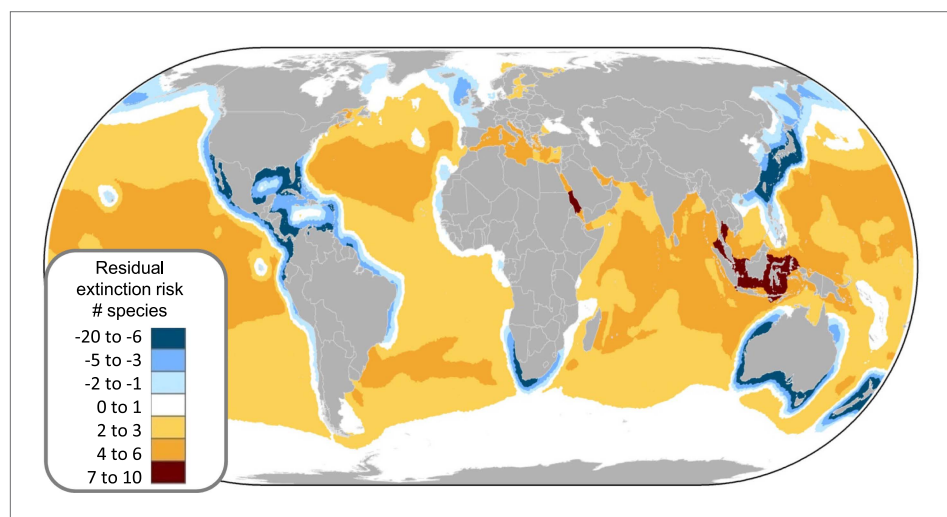 Residual
extinction risk
# species
-20 to -6
-5 to -3
-2 to -1
0 to 1
2 to 3
4 to 6
7 to 10